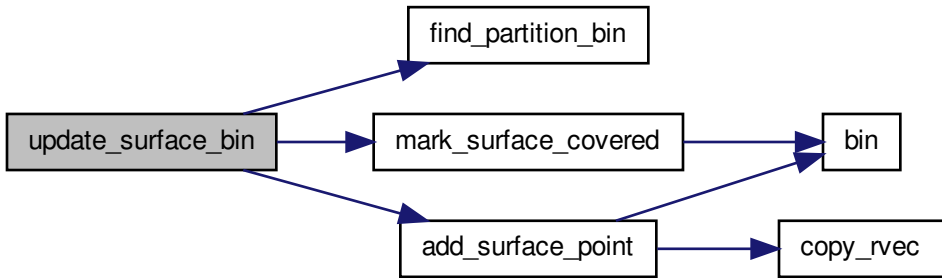 find_partition_bin
update_surface_bin
mark_surface_covered
bin
add_surface_point
copy_rvec